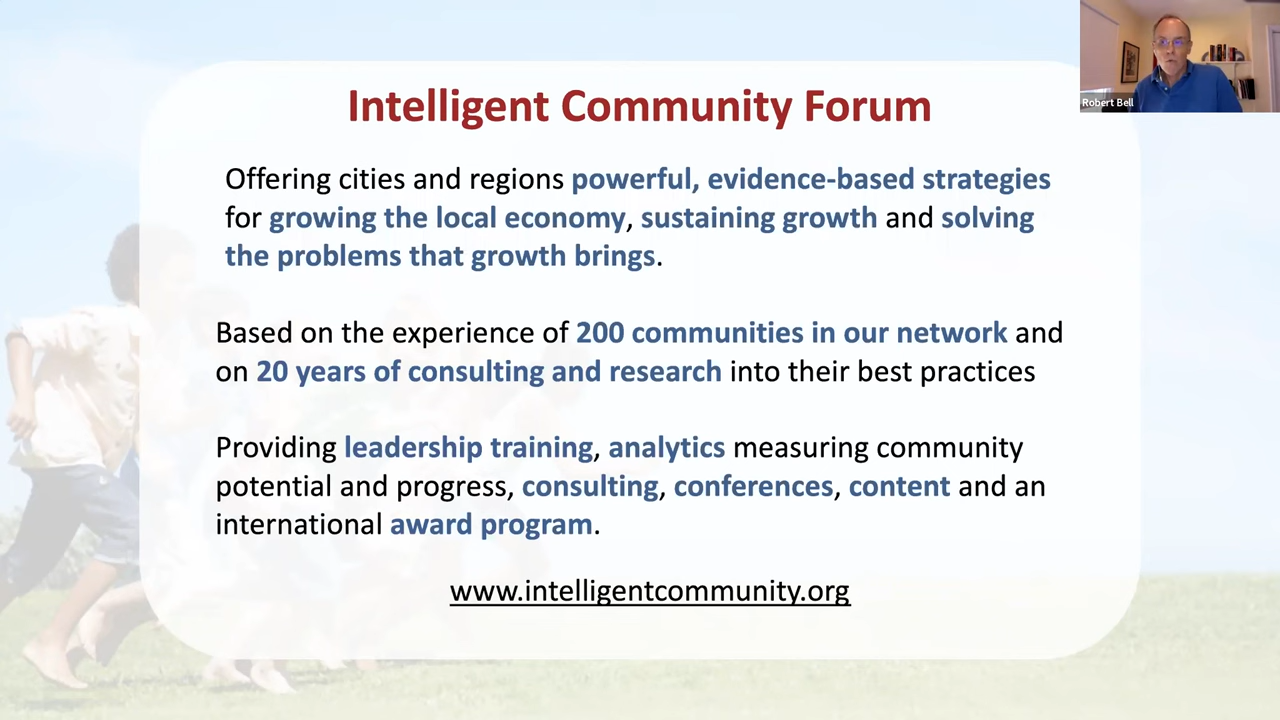 Intelligent Community Forum
Robert Bell
Offering cities and regions powerful, evidence-based strategies
for growing the local economy, sustaining growth and solving
the problems that growth brings.
Based on the experience of 200 communities in our network and
on 20 years of consulting and research into their best practices
Providing leadership training, analytics measuring community
potential and progress, consulting, conferences, content and an
international award program.
www.intelligentcommunity.org